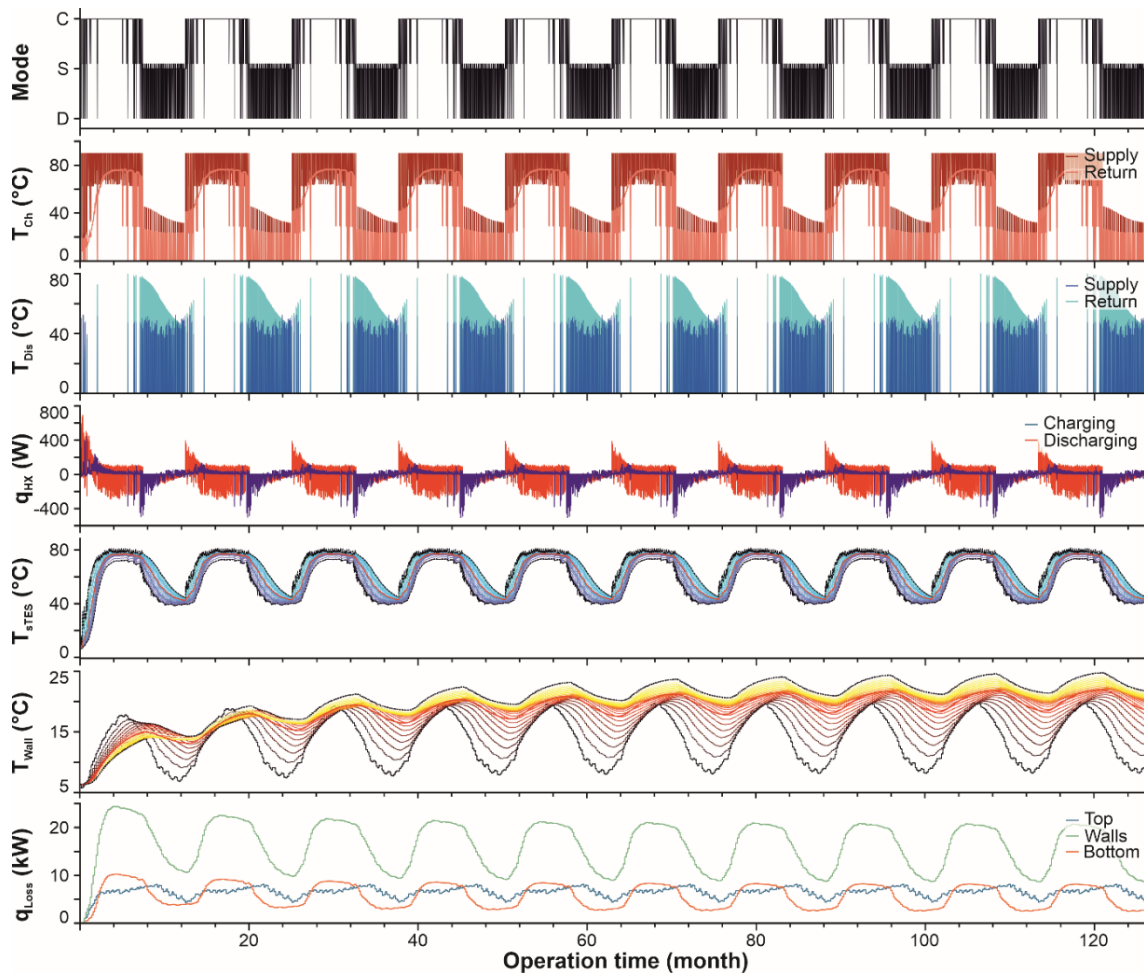 C
S
D
Mode
80
40
0
T_Ch (°C)
Supply
Return
80
40
0
T_Dis (°C)
Supply
Return
800
400
0
-400
q_HX (W)
Charging
Discharging
80
40
0
T_sTES (°C)
25
15
5
T_Wall (°C)
20
10
0
q_Loss (kW)
Top
Walls
Bottom
20 40 60 80 100 120
Operation time (month)